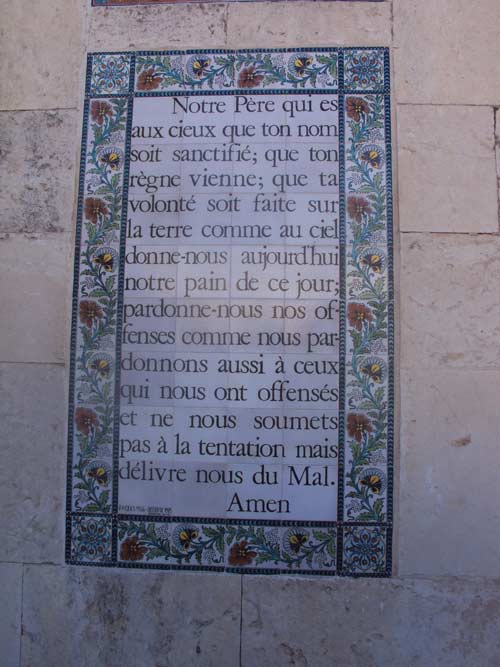 Notre Père qui es
aux cieux que ton nom
soit sanctifié; que ton
règne vienne; que ta
volonté soit faite sur
la terre comme au ciel
donne-nous aujourd'hui
notre pain de ce jour;
pardonne-nous nos of-
fenses comme nous par-
donnons aussi à ceux
qui nous ont offensés
et ne nous soumets
pas à la tentation mais
délivre nous du Mal.
Amen